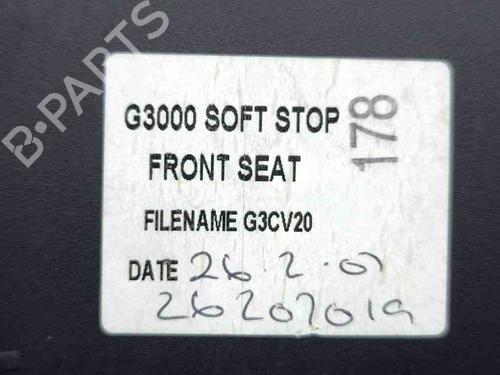 B-PARTS
G3000 SOFT STOP
178
FRONT SEAT
FILENAME G3CV20
DATE 26.2.07
26207019